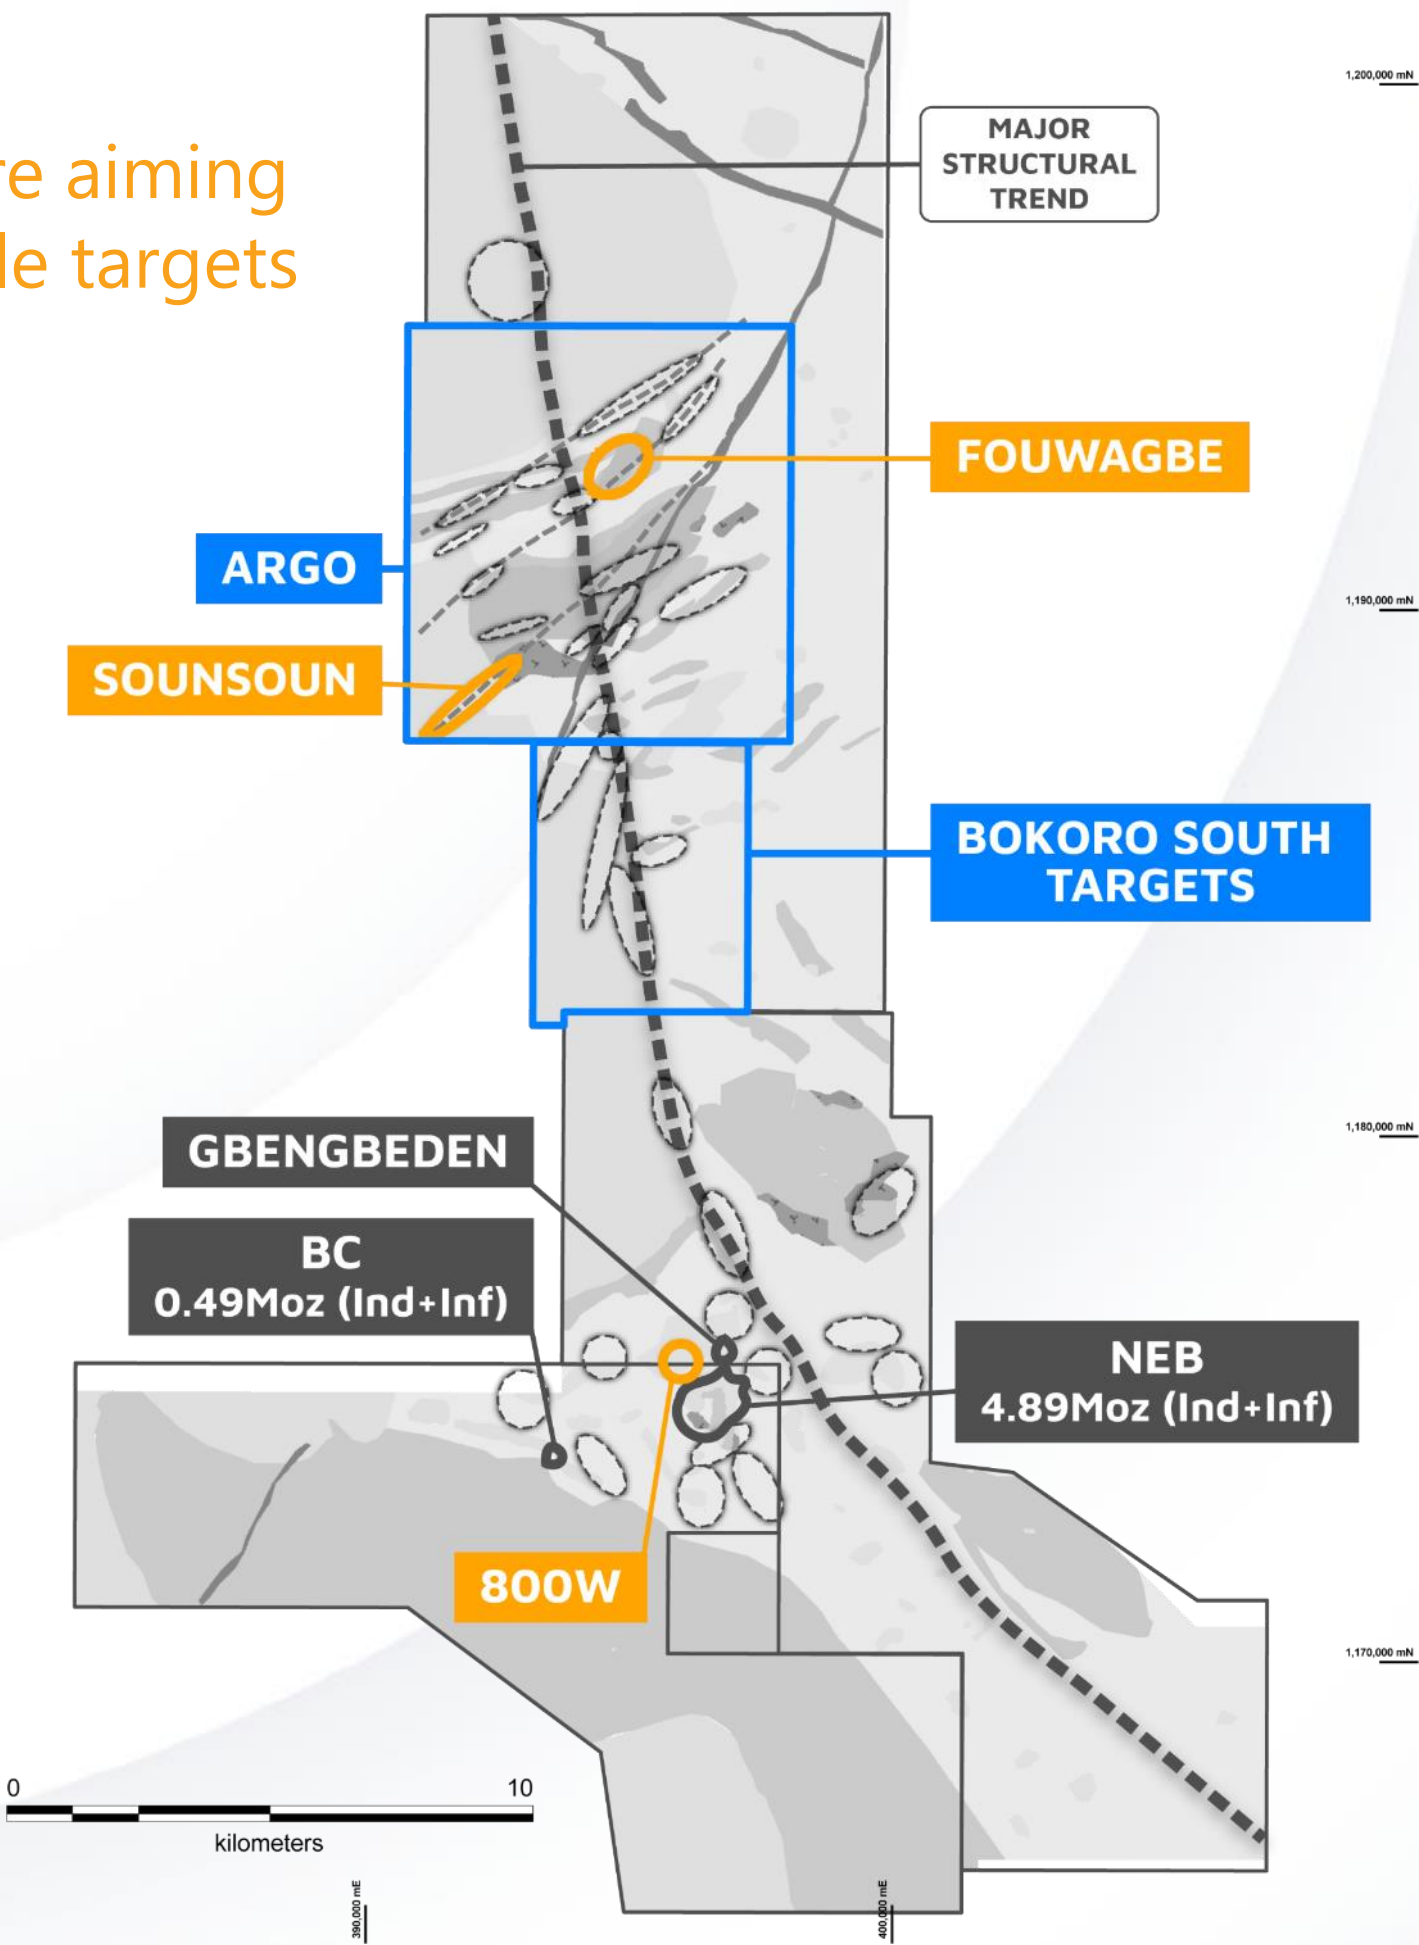 1,200,000 mN
MAJOR
STRUCTURAL
TREND
re aiming
le targets
FOUWAGBE
ARGO
1,190,000 mN
SOUNSOUN
BOKORO SOUTH
TARGETS
1,180,000 mN
GBENGBEDEN
BC
0.49Moz (Ind+Inf)
NEB
4.89Moz (Ind+Inf)
800W
1,170,000 mN
0 10
kilometers
390,000 mE
400,000 mE